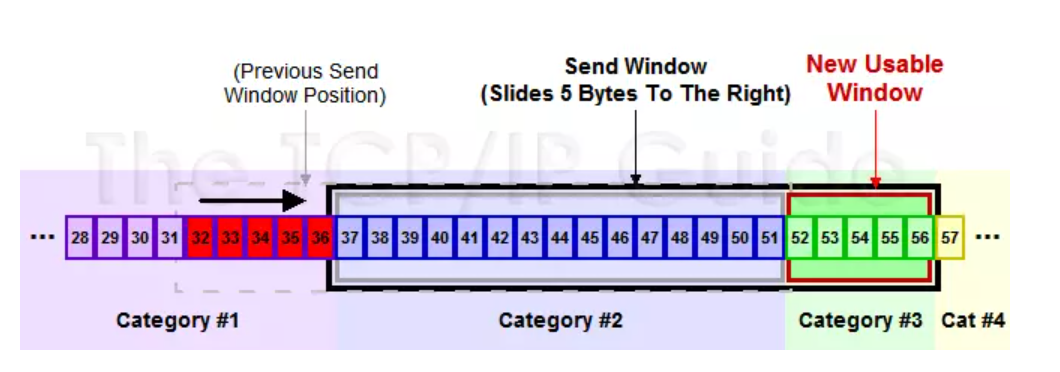 (Previous Send
Window Position)
Send Window
(Slides 5 Bytes To The Right)
New Usable
Window
The TCP/IP Guide
... 28 29 30 31 32 33 34 35 36 37 38 39 40 41 42 43 44 45 46 47 48 49 50 51 52 53 54 55 56 57 ...
Category #1 Category #2 Category #3 Cat #4